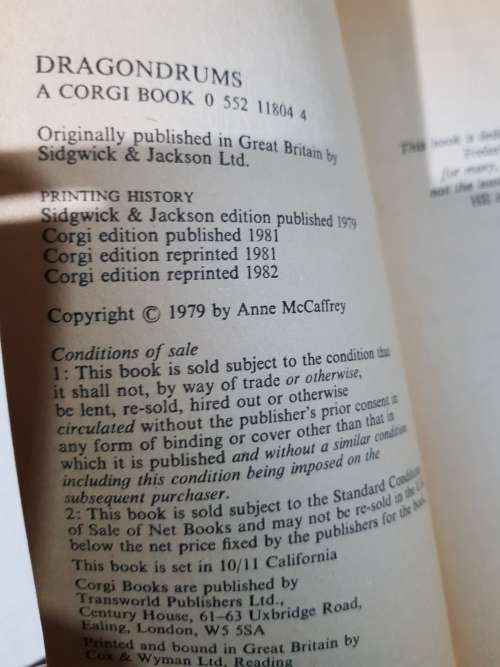 DRAGONDRUMS
A CORGI BOOK 0 552 11804 4
Originally published in Great Britain by
Sidgwick & Jackson Ltd.
PRINTING HISTORY
Sidgwick & Jackson edition published 1979
Corgi edition published 1981
Corgi edition reprinted 1981
Corgi edition reprinted 1982
Copyright © 1979 by Anne McCaffrey
Conditions of sale
1: This book is sold subject to the condition that
it shall not, by way of trade or otherwise,
be lent, re-sold, hired out or otherwise
circulated without the publisher's prior consent in
any form of binding or cover other than that in
which it is published and without a similar condition
including this condition being imposed on the
subsequent purchaser.
2: This book is sold subject to the Standard Conditions
of Sale of Net Books and may not be re-sold in the
below the net price fixed by the publishers for the book.
This book is set in 10/11 California
Corgi Books are published by
Transworld Publishers Ltd.,
Century House, 61-63 Uxbridge Road,
Ealing, London, W5 5SA
Printed and bound in Great Britain by
Cox & Wyman Ltd, Reading
This book is
for
not the